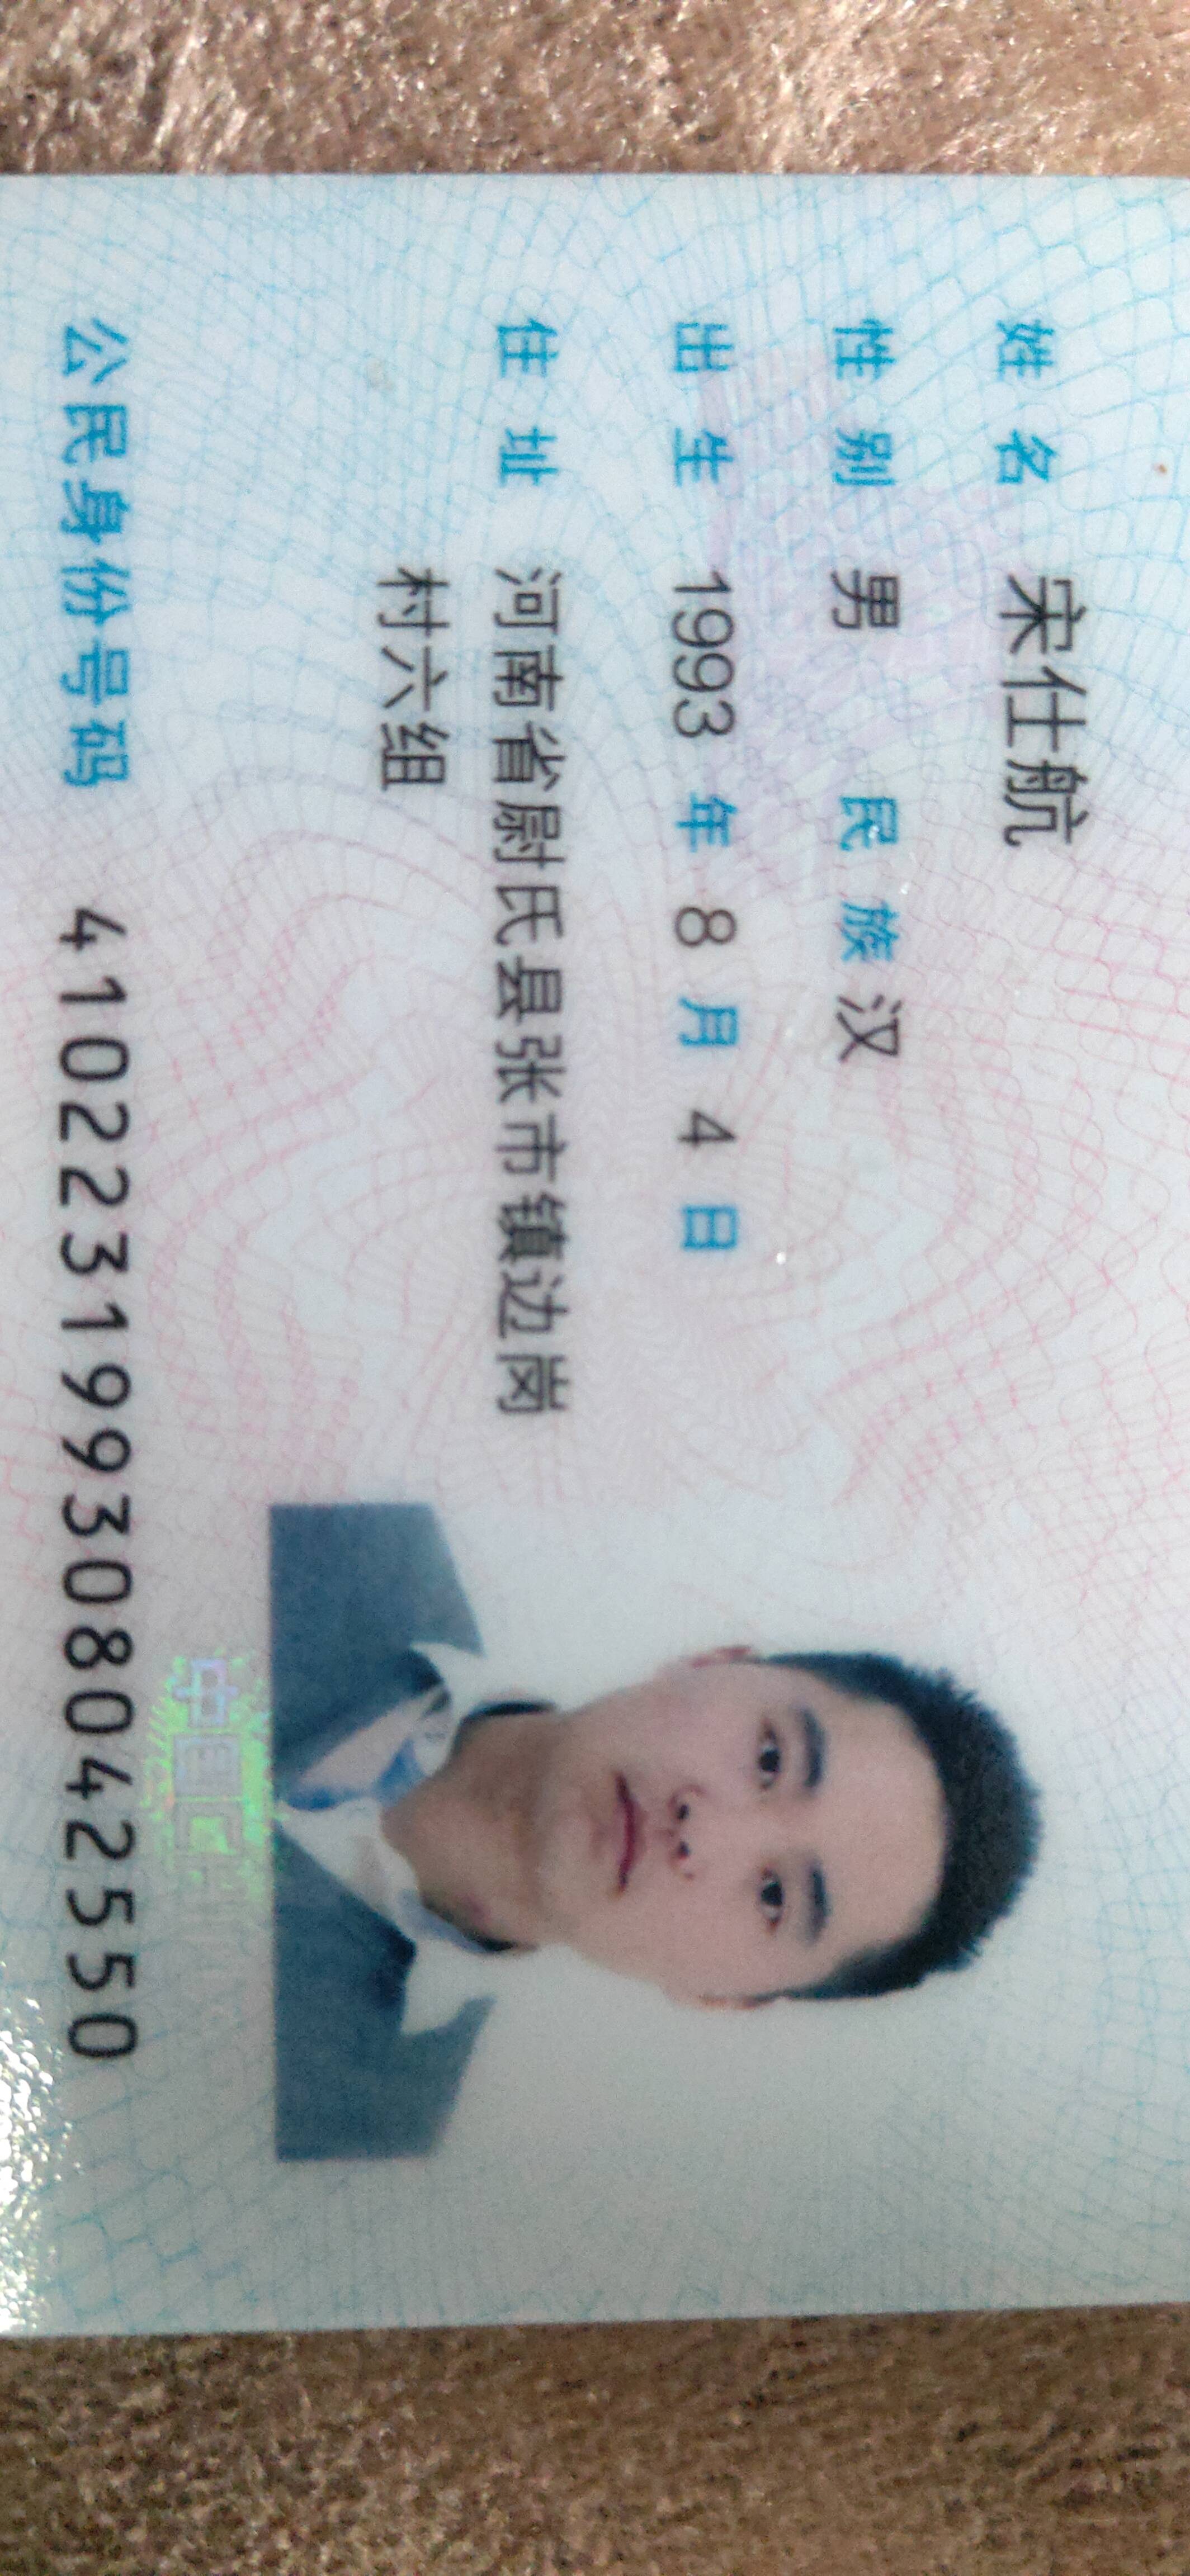 姓名 宋仕航
性别 男 民族 汉
出生 1993 年 8 月 4 日
住址 河南省尉氏县张市镇边岗
村六组
公民身份号码 410223199308042550
中国